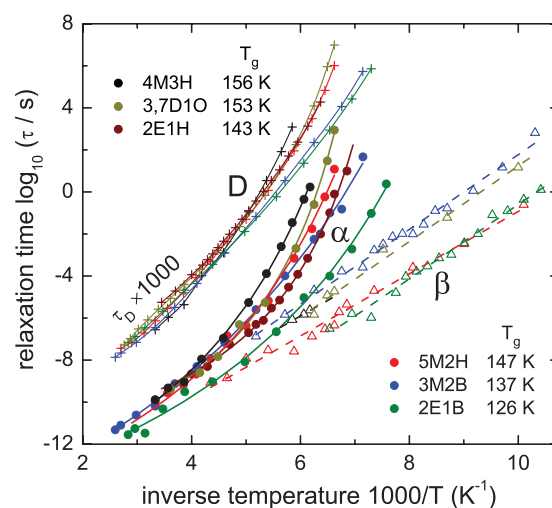 8
4
0
-4
-8
-12
relaxation time log10 (τ / s)
Tg
4M3H 156 K
3,7D1O 153 K
2E1H 143 K
D
α
τD × 1000
β
Tg
5M2H 147 K
3M2B 137 K
2E1B 126 K
2 4 6 8 10
inverse temperature 1000/T (K⁻¹)